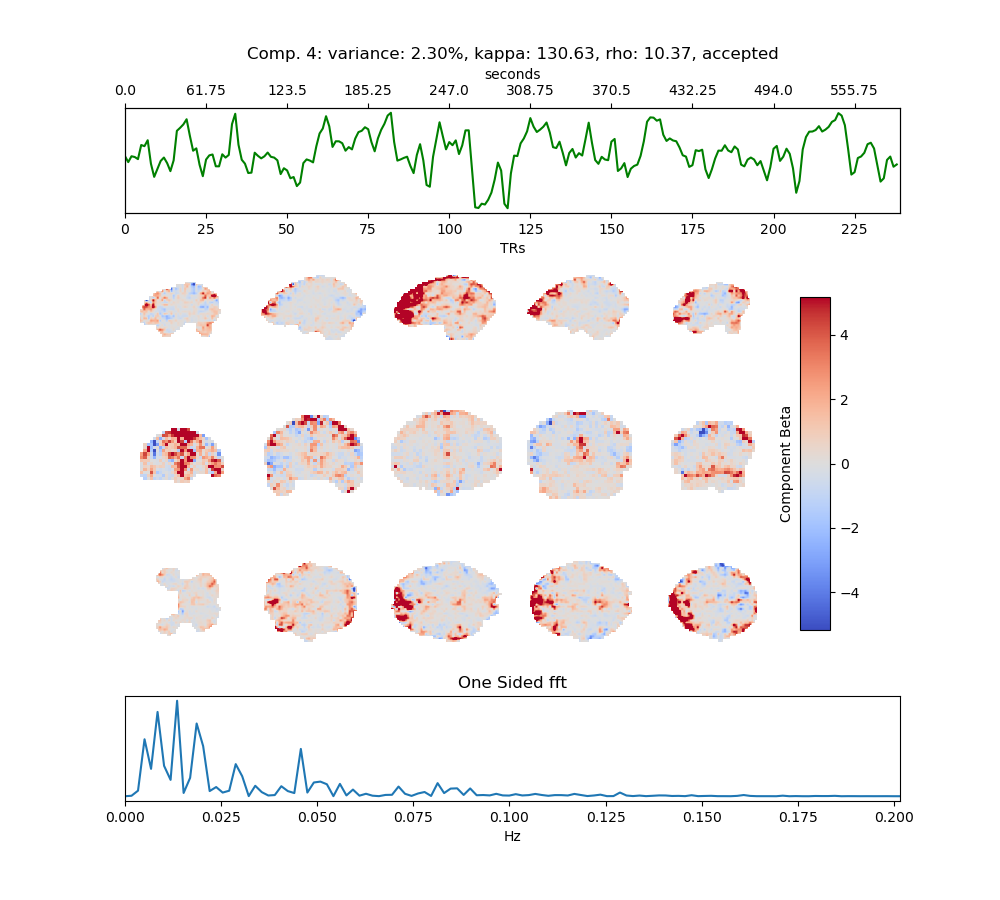 Comp. 4: variance: 2.30%, kappa: 130.63, rho: 10.37, accepted
seconds
0.0 61.75 123.5 185.25 247.0 308.75 370.5 432.25 494.0 555.75
0 25 50 75 100 125 150 175 200 225
TRs
4
2
0
−2
−4
Component Beta
One Sided fft
0.000 0.025 0.050 0.075 0.100 0.125 0.150 0.175 0.200
Hz